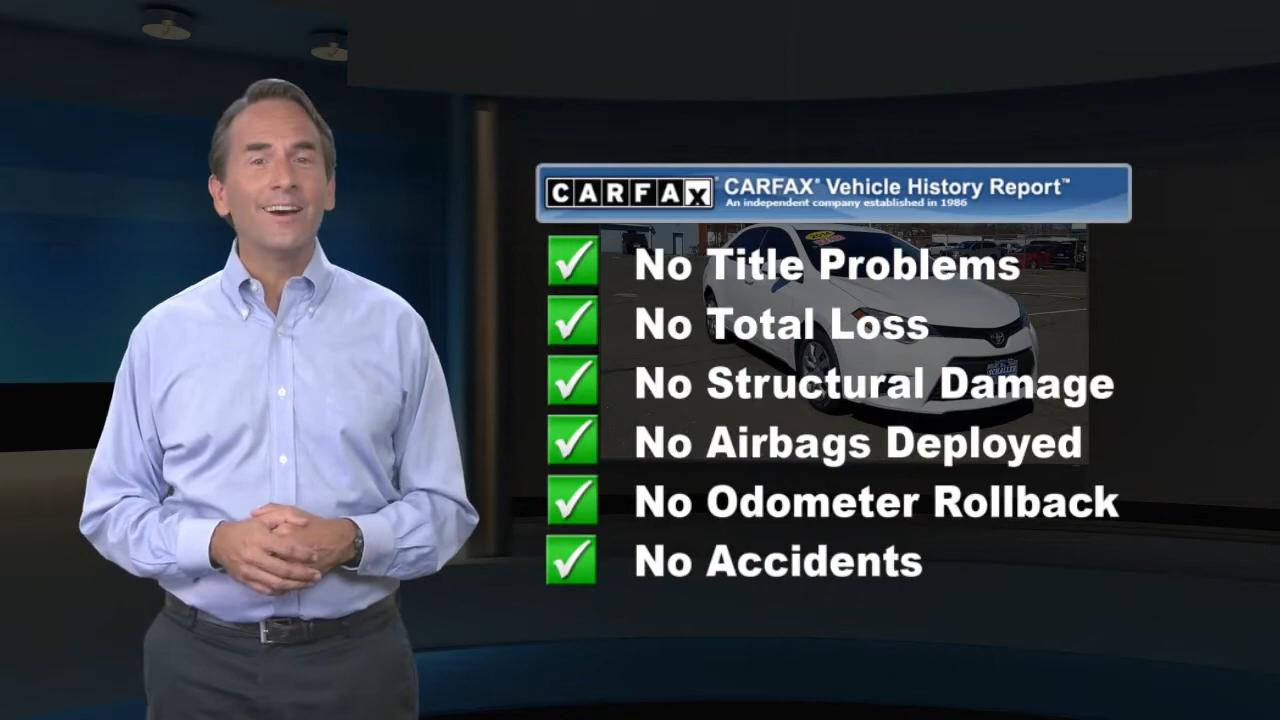 CARFAX® CARFAX® Vehicle History Report™
An independent company established in 1986
No Title Problems
No Total Loss
No Structural Damage
No Airbags Deployed
No Odometer Rollback
No Accidents
SCHALLER